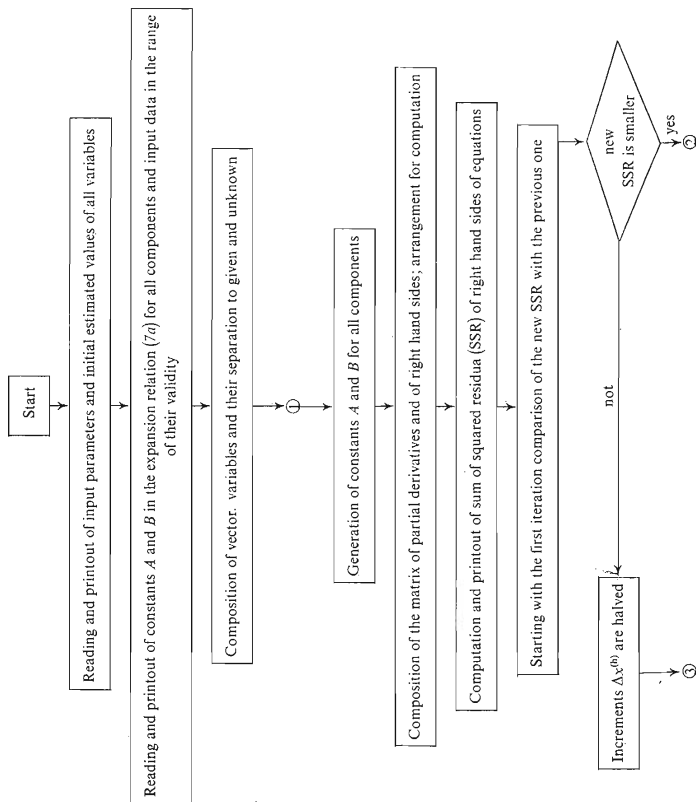 Start
Reading and printout of input parameters and initial estimated values of all variables
Reading and printout of constants A and B in the expansion relation (7a) for all components and input data in the range
of their validity
Composition of vector. variables and their separation to given and unknown
①
Generation of constants A and B for all components
Composition of the matrix of partial derivatives and of right hand sides; arrangement for computation
Computation and printout of sum of squared residua (SSR) of right hand sides of equations
Starting with the first iteration comparison of the new SSR with the previous one
new
SSR is smaller
not
yes
②
Increments Δx⁽ʰ⁾ are halved
③